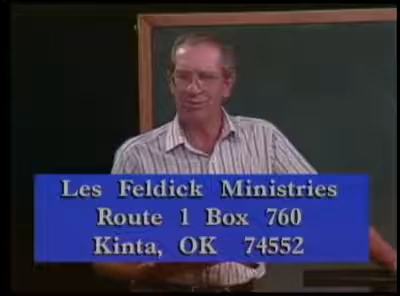 Les Feldick Ministries
Route 1 Box 760
Kinta, OK 74552